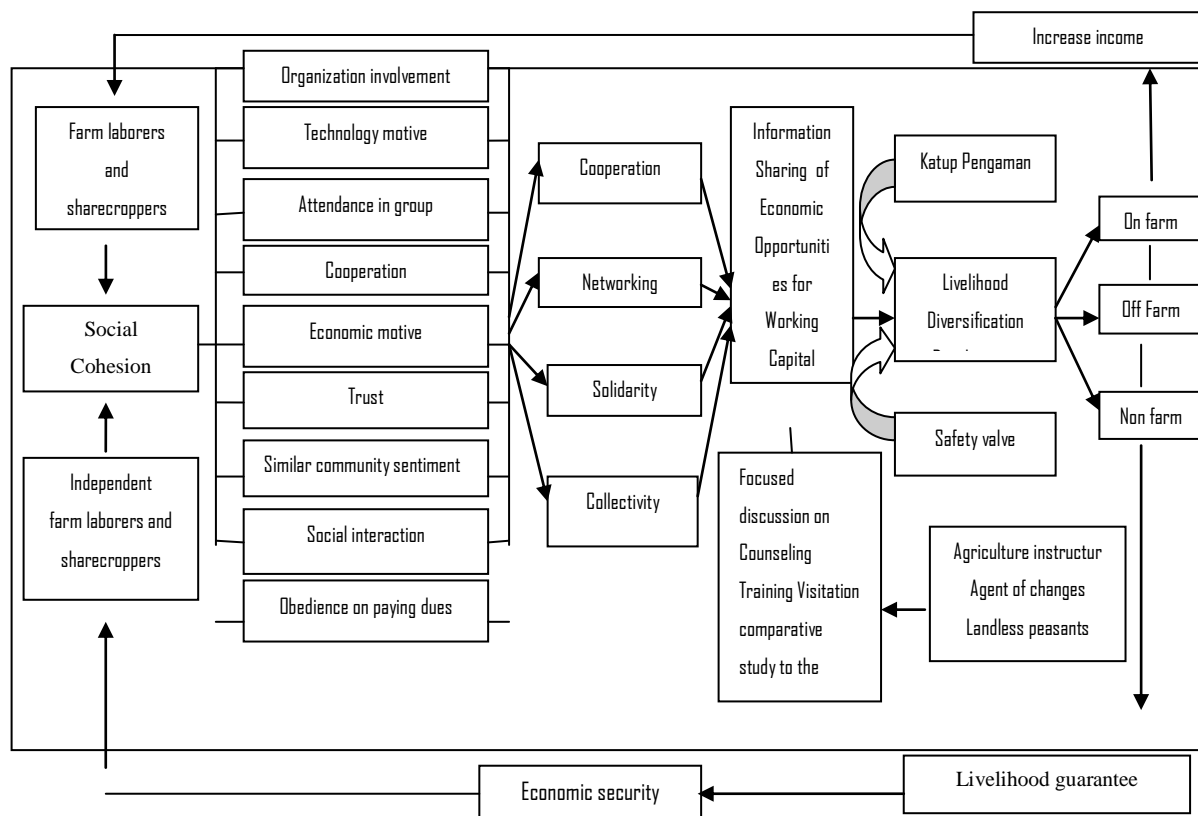 Increase income
Farm laborers
and
sharecroppers
Social
Cohesion
Independent
farm laborers and
sharecroppers
Organization involvement
Technology motive
Attendance in group
Cooperation
Economic motive
Trust
Similar community sentiment
Social interaction
Obedience on paying dues
Cooperation
Networking
Solidarity
Collectivity
Information
Sharing of
Economic
Opportuniti
es for
Working
Capital
Focused
discussion on
Counseling
Training Visitation
comparative
study to the
Katup Pengaman
Livelihood
Diversification
Safety valve
Agriculture instructur
Agent of changes
Landless peasants
On farm
Off Farm
Non farm
Livelihood guarantee
Economic security